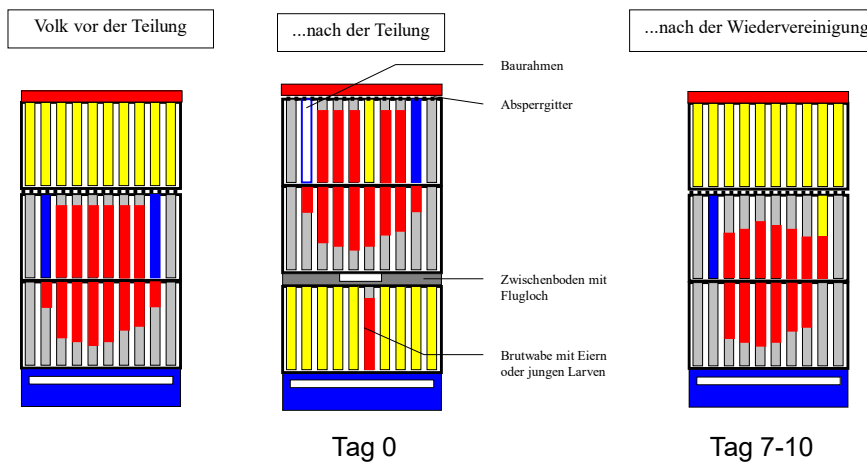 Volk vor der Teilung
...nach der Teilung
...nach der Wiedervereinigung
Baurahmen
Absperrgitter
Zwischenboden mit
Flugloch
Brutwabe mit Eiern
oder jungen Larven
Tag 0
Tag 7-10